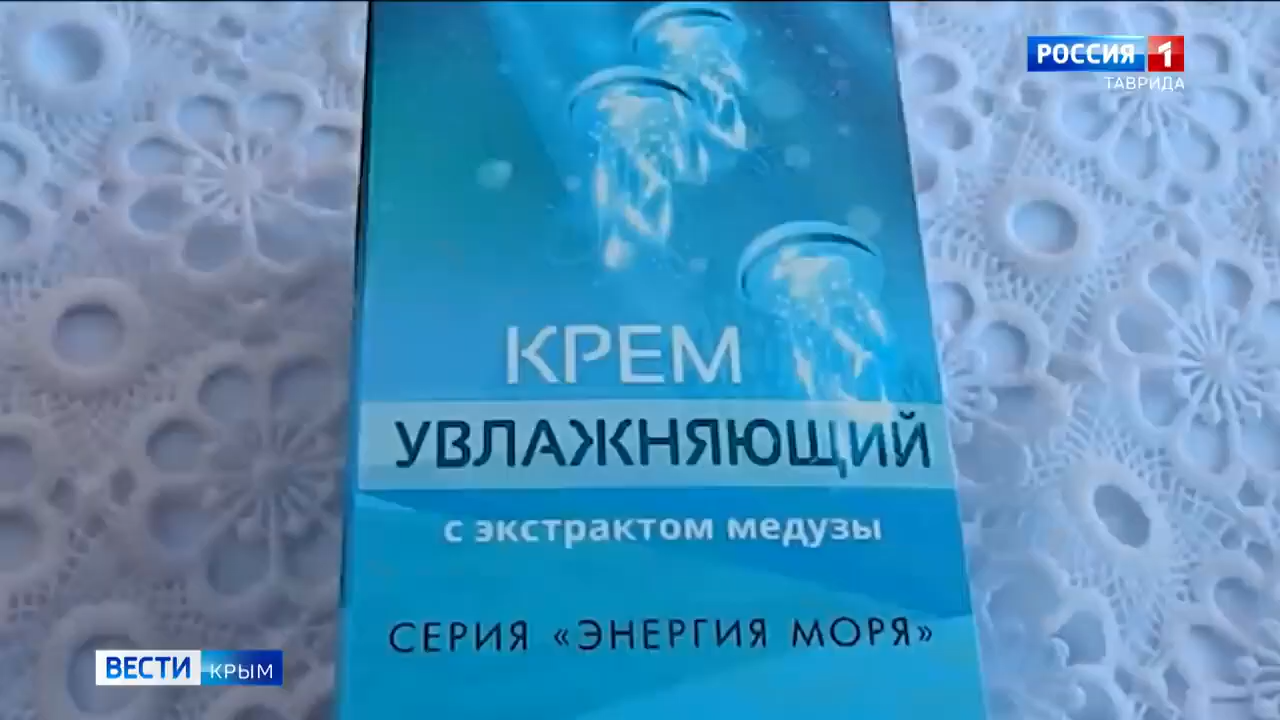 РОССИЯ 1
ТАВРИДА
КРЕМ
УВЛАЖНЯЮЩИЙ
с экстрактом медузы
СЕРИЯ «ЭНЕРГИЯ МОРЯ»
ВЕСТИ КРЫМ